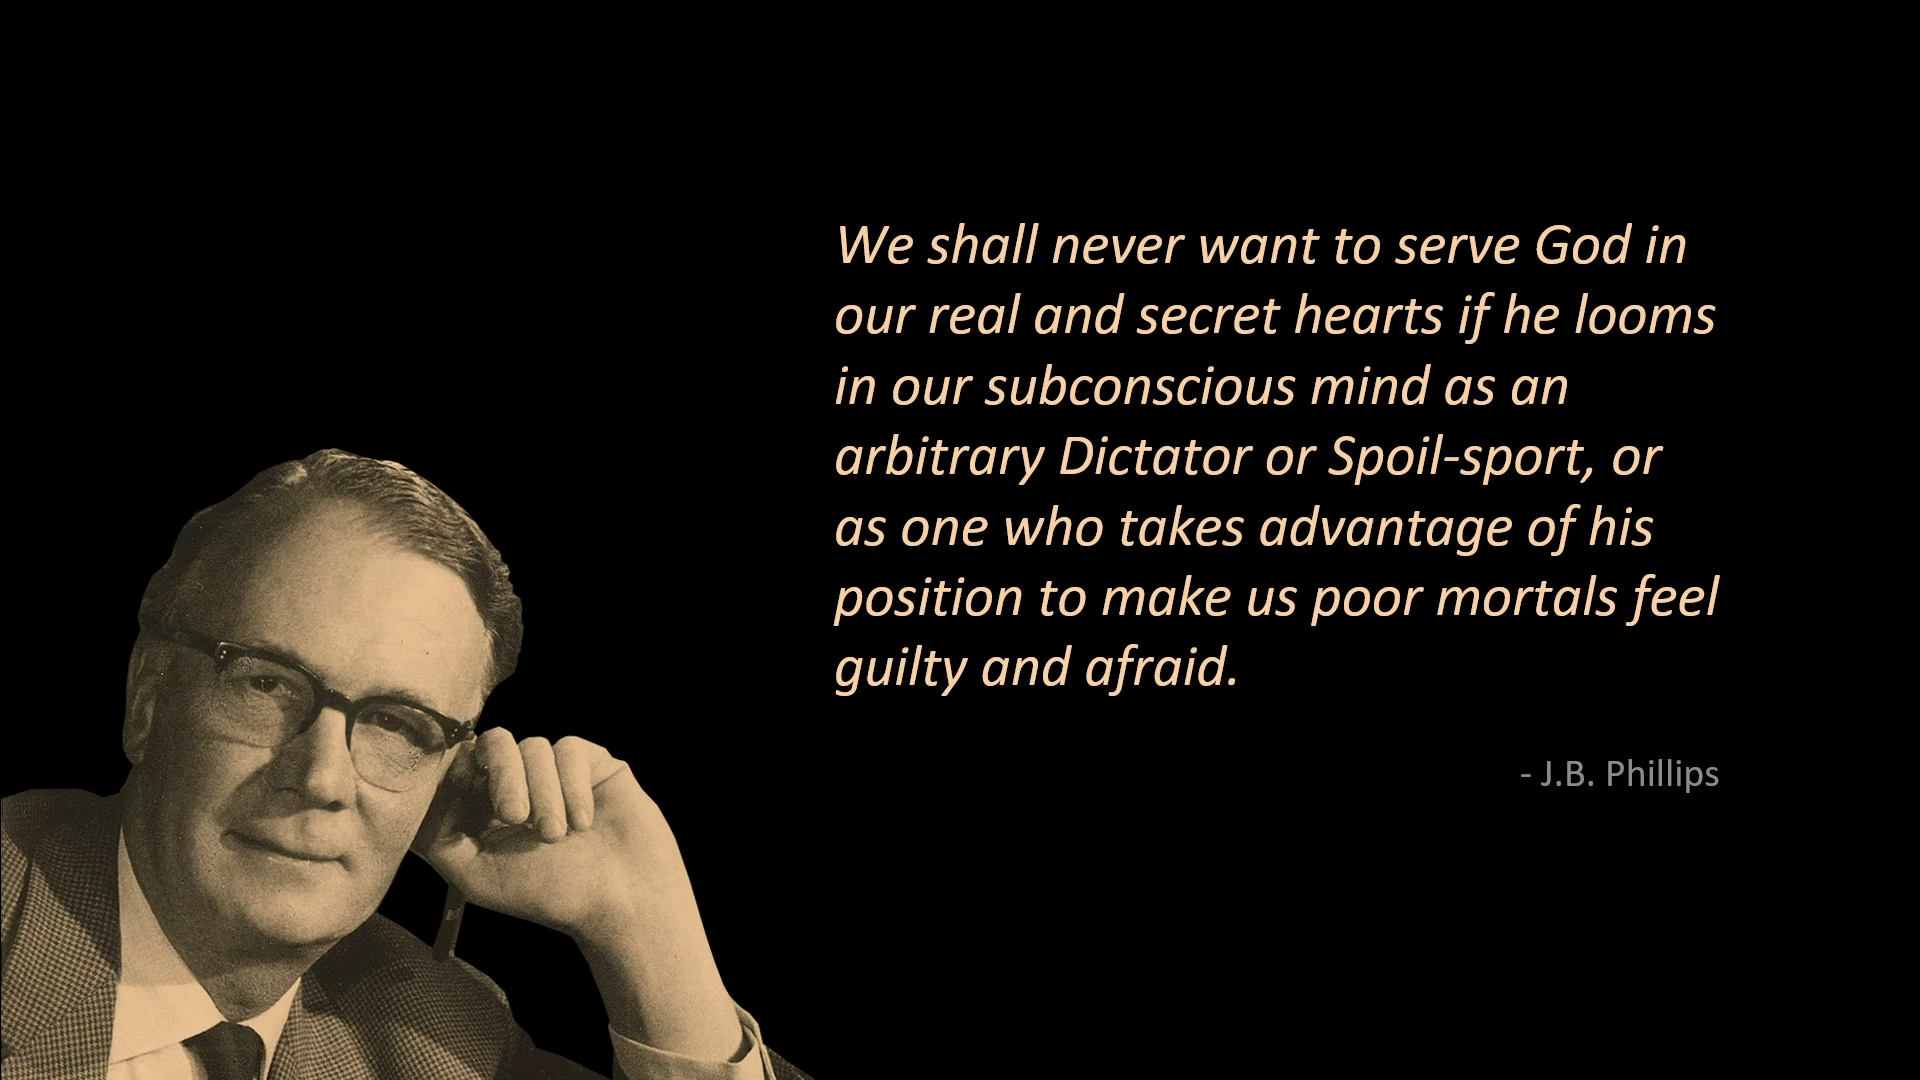 We shall never want to serve God in
our real and secret hearts if he looms
in our subconscious mind as an
arbitrary Dictator or Spoil-sport, or
as one who takes advantage of his
position to make us poor mortals feel
guilty and afraid.
- J.B. Phillips